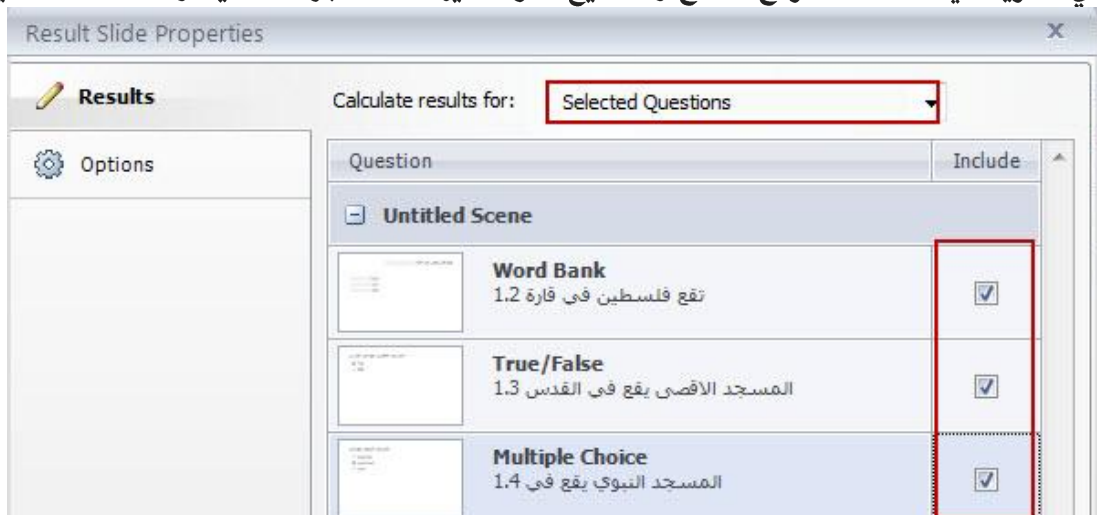 Result Slide Properties
Results
Calculate results for: Selected Questions
Options
Question Include
Untitled Scene
Word Bank
1.2 تقع فلسطين في قارة
True/False
1.3 المسجد الاقصى يقع في القدس
Multiple Choice
1.4 المسجد النبوي يقع في